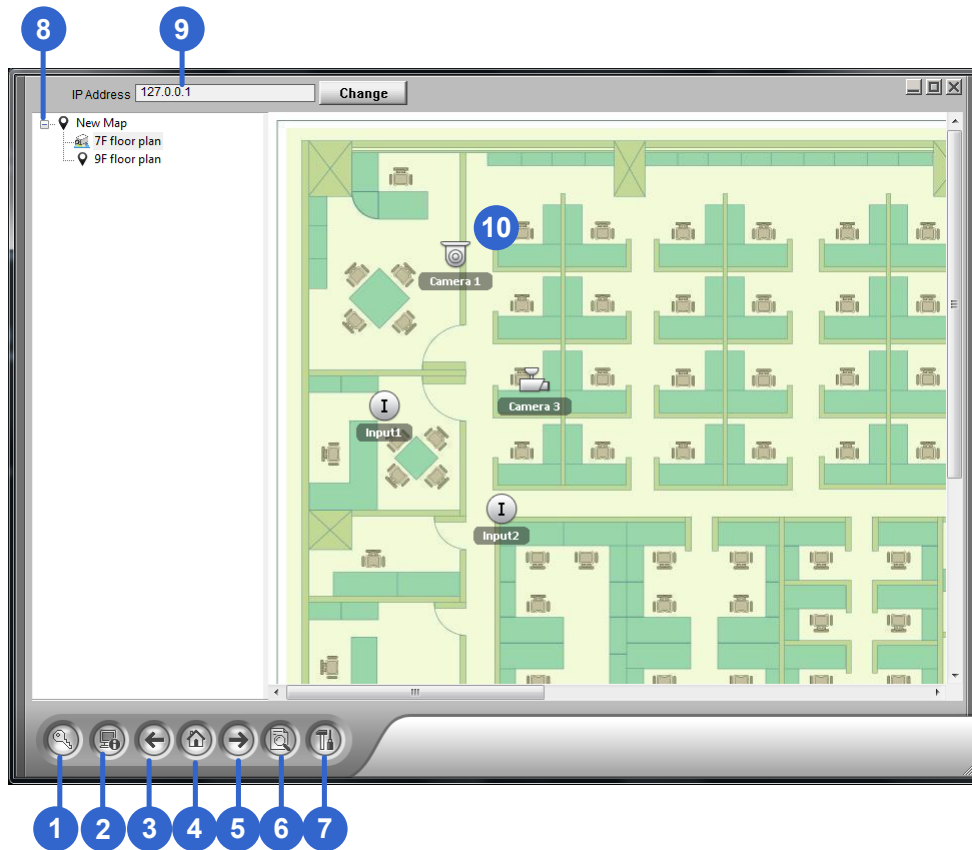 8 9
IP Address 127.0.0.1 Change
New Map
7F floor plan
9F floor plan
10
Camera 1
Camera 3
I
Input1
I
Input2
1 2 3 4 5 6 7